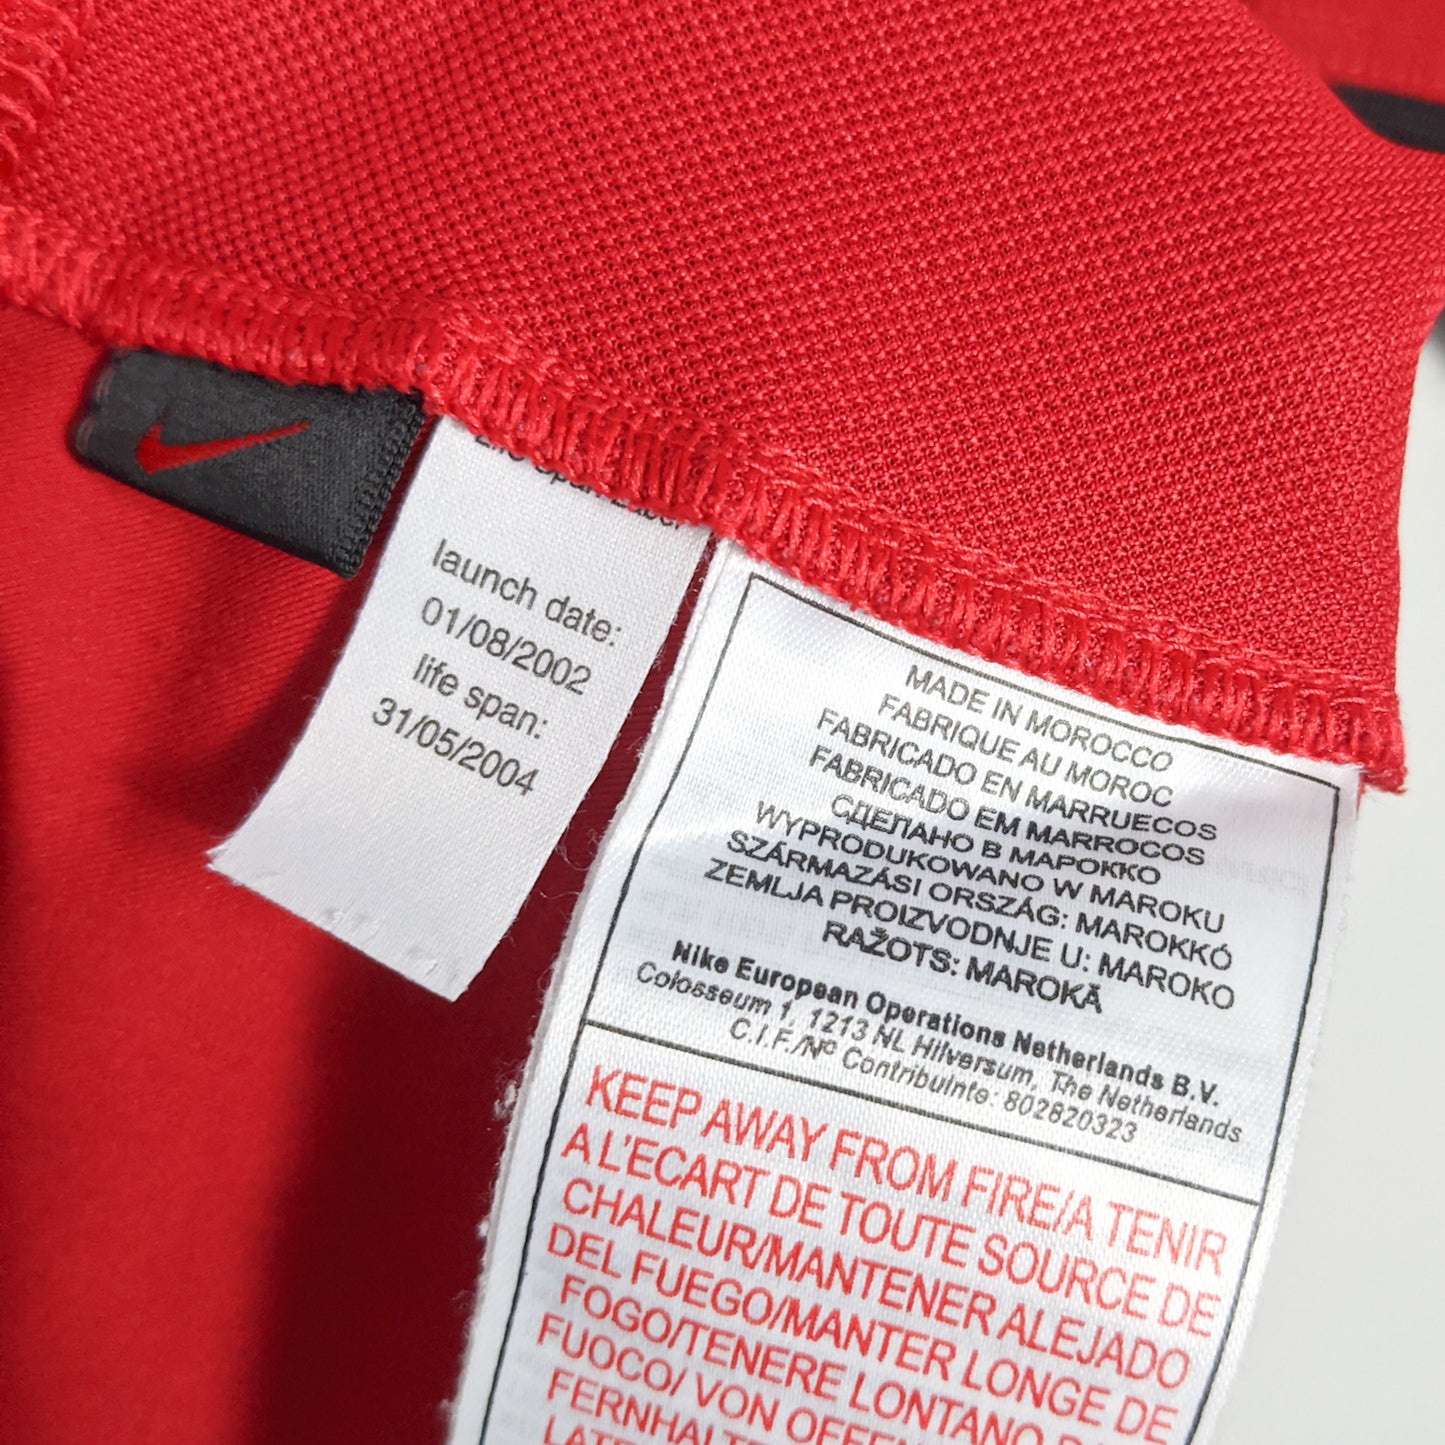 Life Span Label
launch date:
01/08/2002
life span:
31/05/2004
MADE IN MOROCCO
FABRIQUE AU MOROC
FABRICADO EN MARRUECOS
FABRICADO EM MARROCOS
СДЕЛАНО В МАРОККО
WYPRODUKOWANO W MAROKU
SZÁRMAZÁSI ORSZÁG: MAROKKÓ
ZEMLJA PROIZVODNJE U: MAROKO
RAŽOTS: MAROKĀ
Nike European Operations Netherlands B.V.
Colosseum 1, 1213 NL Hilversum, The Netherlands
C.I.F./Nº Contribuinte: 802820323
KEEP AWAY FROM FIRE/A TENIR
A L'ECART DE TOUTE SOURCE DE
CHALEUR/MANTENER ALEJADO
DEL FUEGO/MANTER LONGE DE
FOGO/TENERE LONTANO
FUOCO/ VON